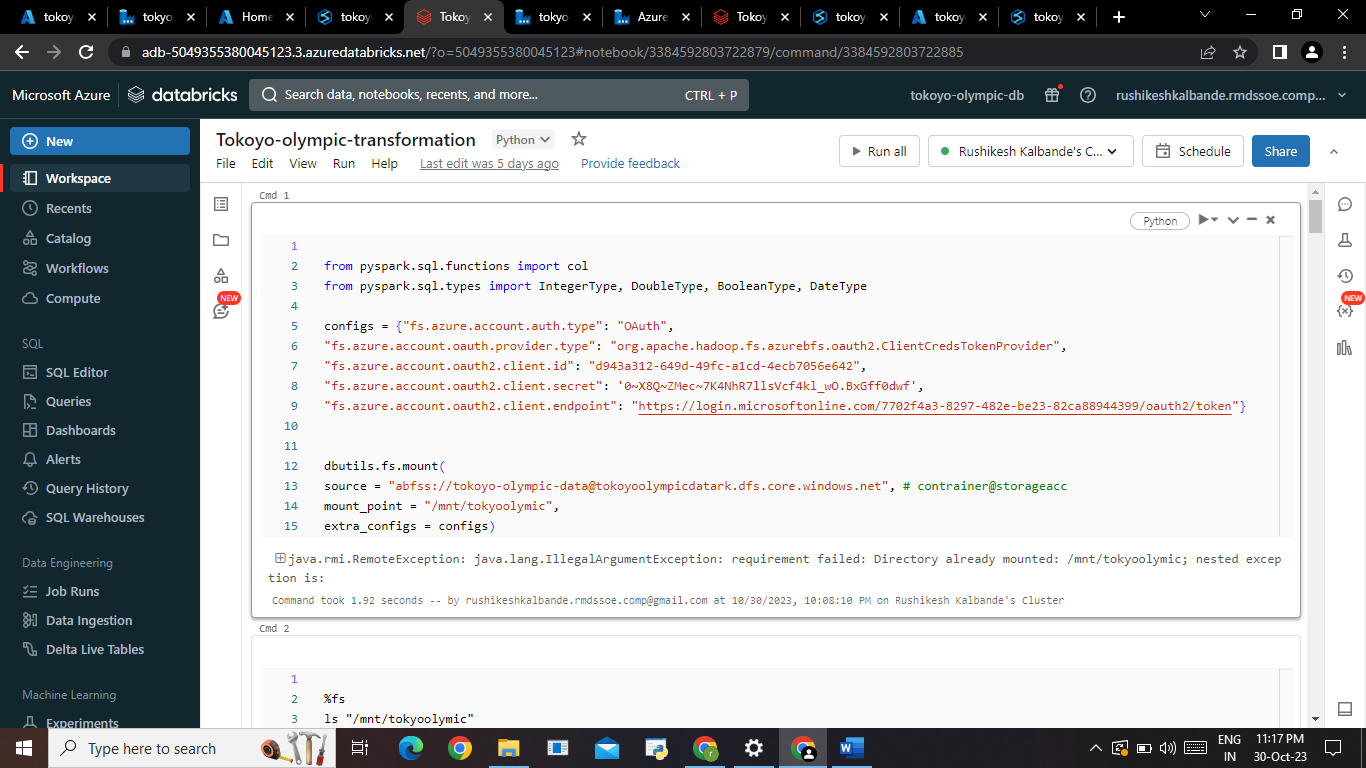 tokoy
tokyo
Home
tokoy
Tokoy
tokyo
Azure
Tokoy
tokoy
tokoy
tokoy
adb-5049355380045123.3.azuredatabricks.net/?o=5049355380045123#notebook/3384592803722879/command/3384592803722885
Microsoft Azure
databricks
Search data, notebooks, recents, and more...
CTRL + P
tokoyo-olympic-db
rushikeshkalbande.rmdssoe.comp...
New
Workspace
Recents
Catalog
Workflows
Compute
SQL
SQL Editor
Queries
Dashboards
Alerts
Query History
SQL Warehouses
Data Engineering
Job Runs
Data Ingestion
Delta Live Tables
Machine Learning
Experiments
Tokoyo-olympic-transformation
Python
File Edit View Run Help Last edit was 5 days ago Provide feedback
Run all
Rushikesh Kalbande's C...
Schedule
Share
NEW
NEW
Cmd 1
Python
1
2 from pyspark.sql.functions import col
3 from pyspark.sql.types import IntegerType, DoubleType, BooleanType, DateType
4
5 configs = {"fs.azure.account.auth.type": "OAuth",
6 "fs.azure.account.oauth.provider.type": "org.apache.hadoop.fs.azurebfs.oauth2.ClientCredsTokenProvider",
7 "fs.azure.account.oauth2.client.id": "d943a312-649d-49fc-a1cd-4ecb7056e642",
8 "fs.azure.account.oauth2.client.secret": '0~X8Q~ZMec~7K4NhR7llsVcf4kl_wO.BxGff0dwf',
9 "fs.azure.account.oauth2.client.endpoint": "https://login.microsoftonline.com/7702f4a3-8297-482e-be23-82ca88944399/oauth2/token"}
10
11
12 dbutils.fs.mount(
13 source = "abfss://tokoyo-olympic-data@tokoyoolympicdatark.dfs.core.windows.net", # contrainer@storageacc
14 mount_point = "/mnt/tokyoolymic",
15 extra_configs = configs)
java.rmi.RemoteException: java.lang.IllegalArgumentException: requirement failed: Directory already mounted: /mnt/tokyoolymic; nested excep
tion is:
Command took 1.92 seconds -- by rushikeshkalbande.rmdssoe.comp@gmail.com at 10/30/2023, 10:08:10 PM on Rushikesh Kalbande's Cluster
Cmd 2
1
2 %fs
3 ls "/mnt/tokyoolymic"
Type here to search
ENG
IN
11:17 PM
30-Oct-23